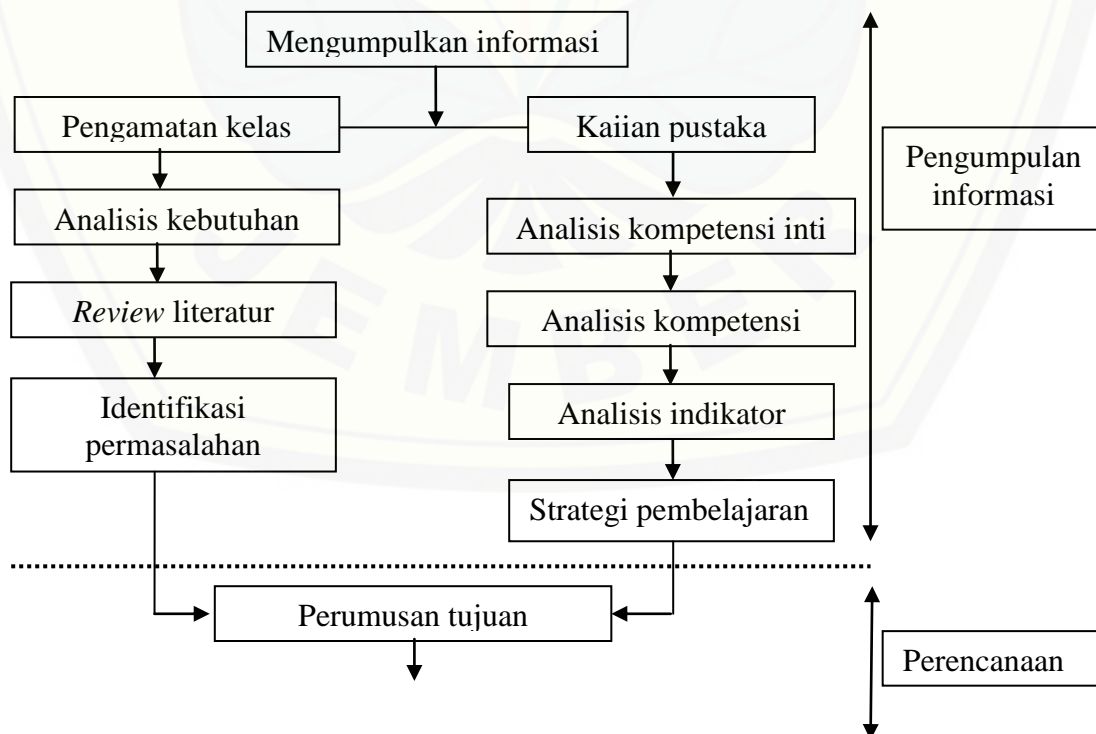 Mengumpulkan informasi
Pengamatan kelas
Kajian pustaka
Pengumpulan
informasi
Analisis kebutuhan
Analisis kompetensi inti
Review literatur
Analisis kompetensi
Identifikasi
permasalahan
Analisis indikator
Strategi pembelajaran
Perumusan tujuan
Perencanaan
JEMBER